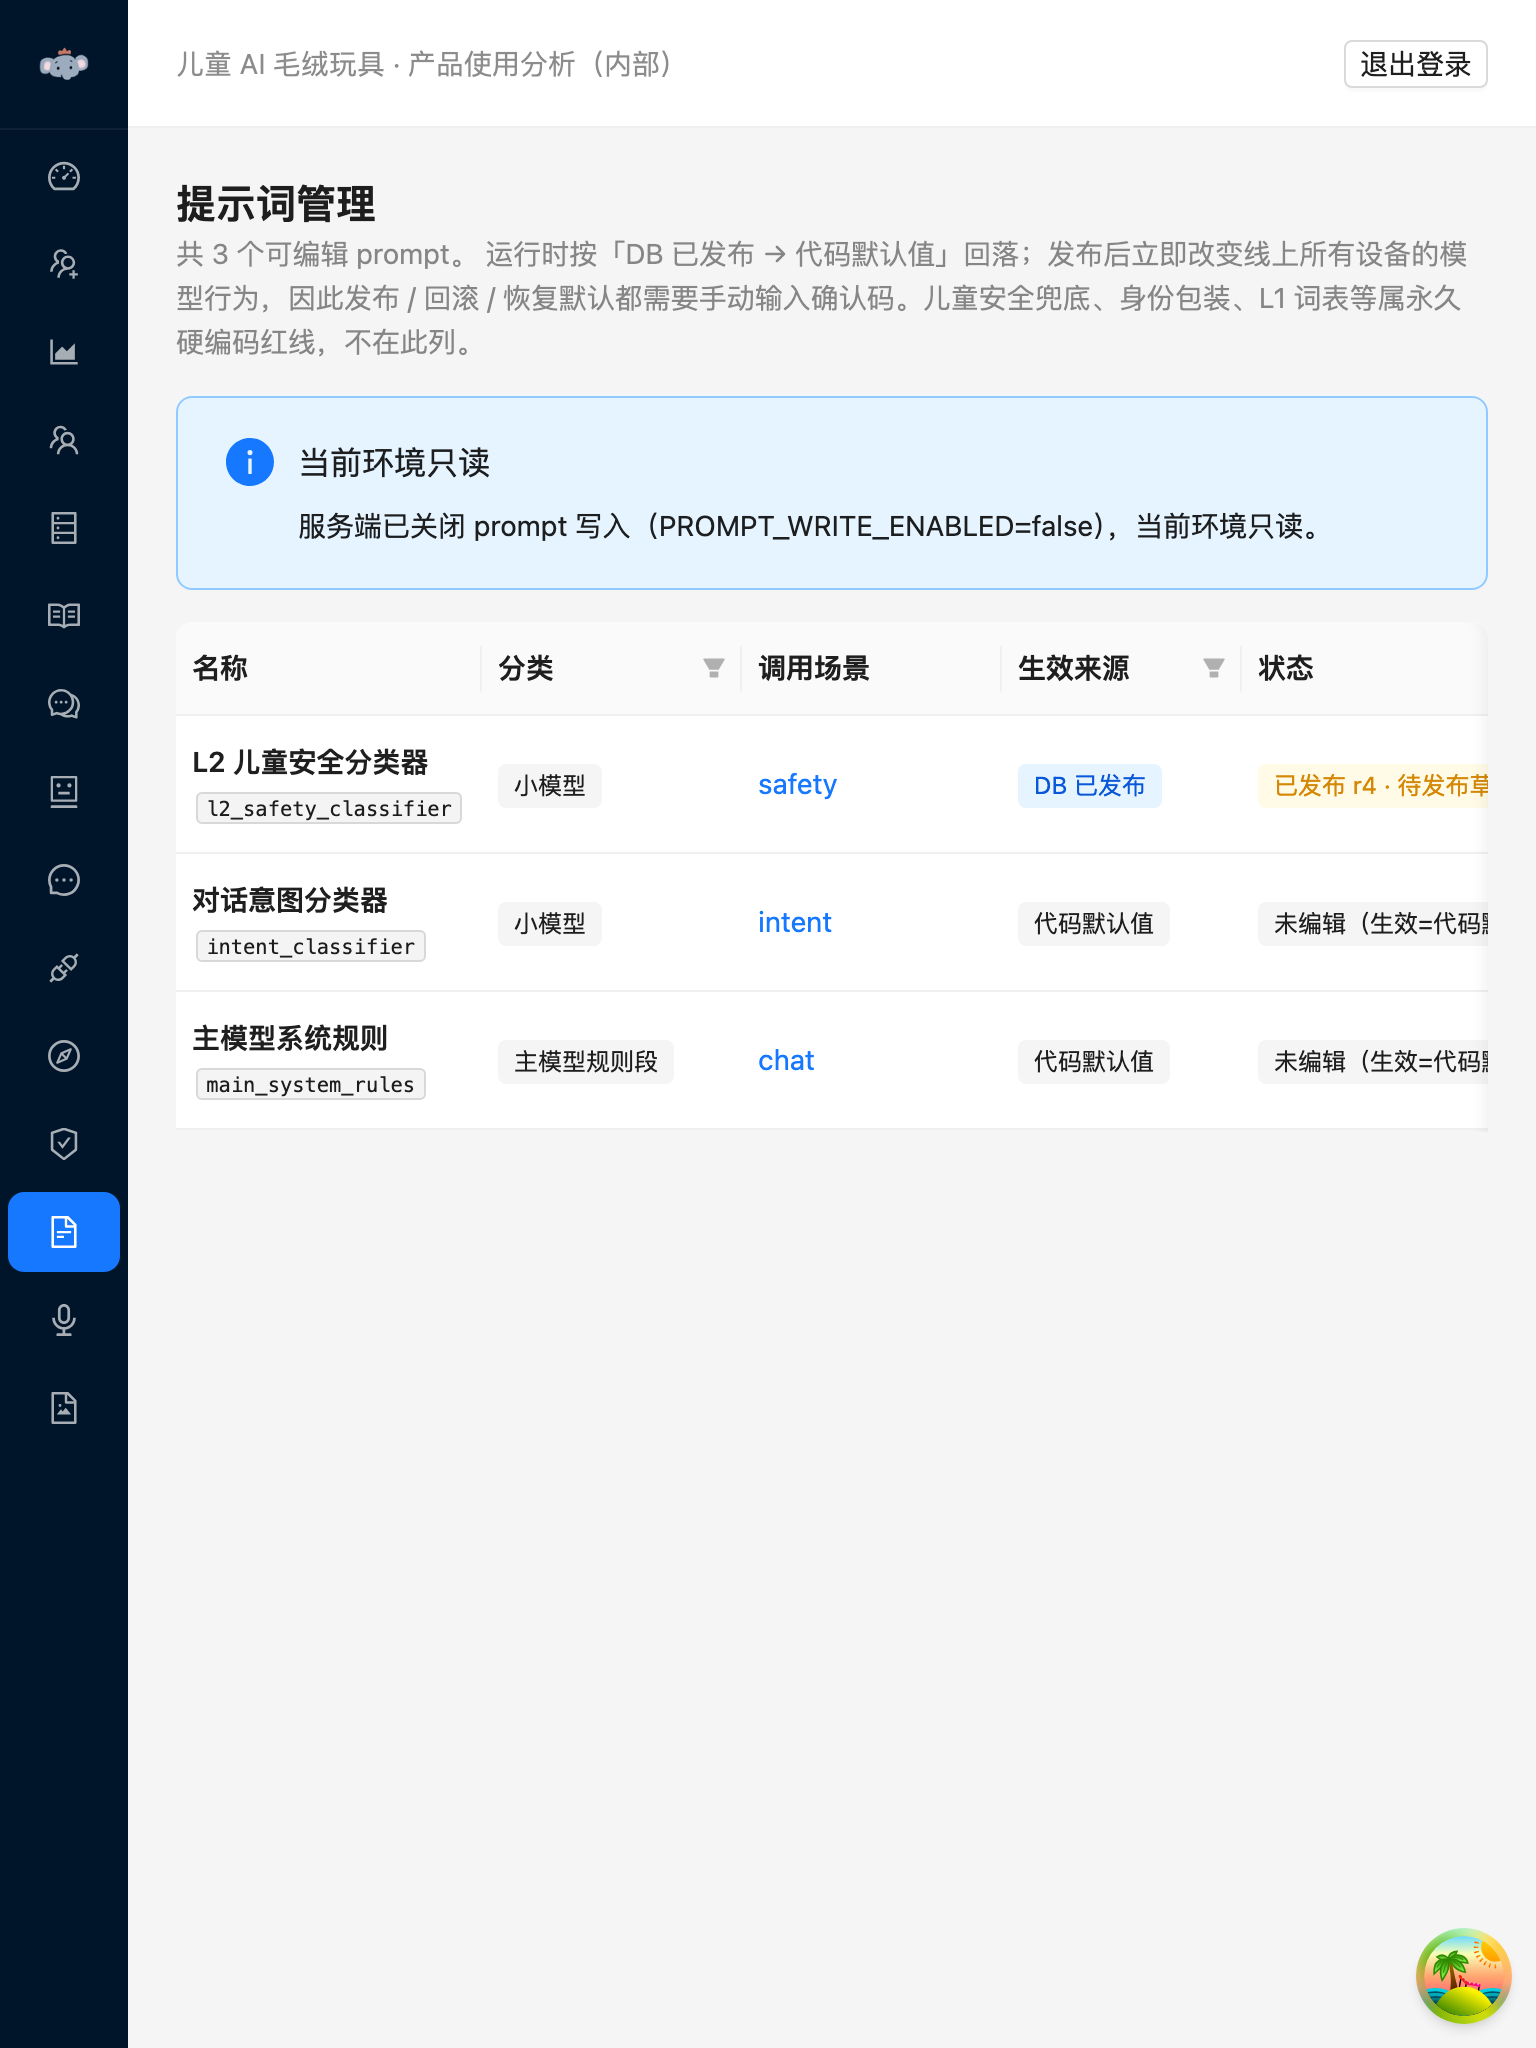 儿童 AI 毛绒玩具 · 产品使用分析（内部）
退出登录
提示词管理
共 3 个可编辑 prompt。 运行时按「DB 已发布 → 代码默认值」回落；发布后立即改变线上所有设备的模
型行为，因此发布 / 回滚 / 恢复默认都需要手动输入确认码。儿童安全兜底、身份包装、L1 词表等属永久
硬编码红线，不在此列。
当前环境只读
服务端已关闭 prompt 写入（PROMPT_WRITE_ENABLED=false），当前环境只读。
名称 分类 调用场景 生效来源 状态
L2 儿童安全分类器
l2_safety_classifier
小模型 safety DB 已发布 已发布 r4 · 待发布草
对话意图分类器
intent_classifier
小模型 intent 代码默认值 未编辑（生效=代码
主模型系统规则
main_system_rules
主模型规则段 chat 代码默认值 未编辑（生效=代码